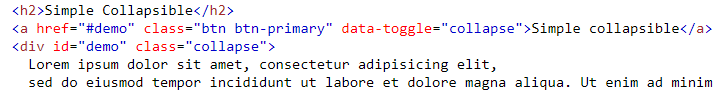 <h2>Simple Collapsible</h2>
<a href="#demo" class="btn btn-primary" data-toggle="collapse">Simple collapsible</a>
<div id="demo" class="collapse">
Lorem ipsum dolor sit amet, consectetur adipisicing elit,
sed do eiusmod tempor incididunt ut labore et dolore magna aliqua. Ut enim ad minim